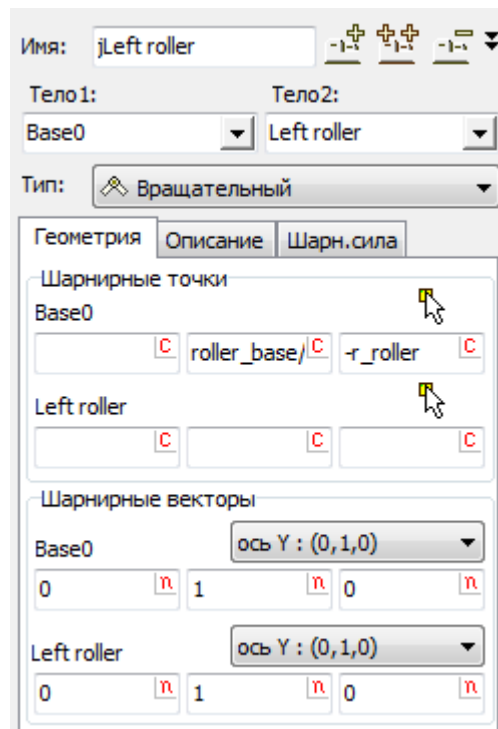 Имя: jLeft roller
Тело1: Тело2:
Base0 Left roller
Тип: Вращательный
Геометрия Описание Шарн.сила
Шарнирные точки
Base0
C roller_base/ C -r_roller C
Left roller
C C C
Шарнирные векторы
Base0 ось Y : (0,1,0)
0 n 1 n 0 n
Left roller ось Y : (0,1,0)
0 n 1 n 0 n